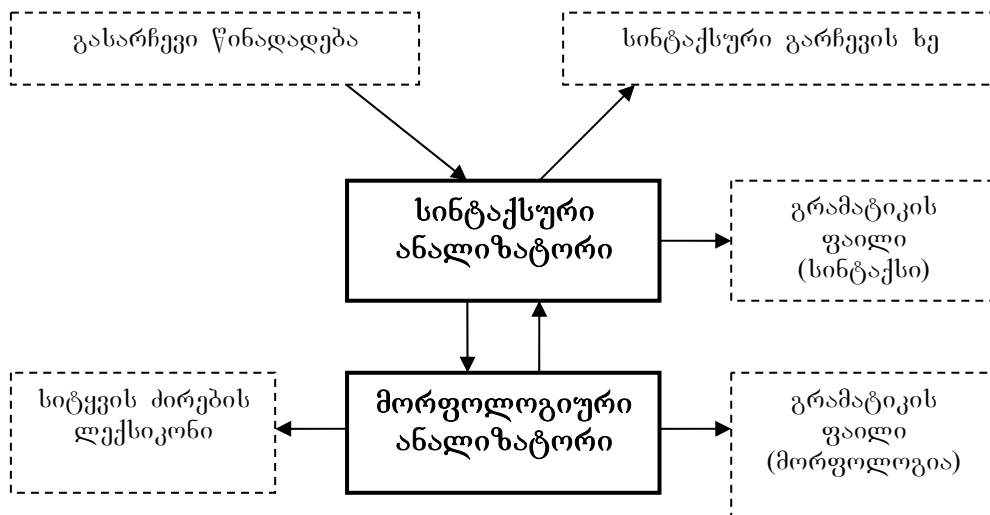 გასარჩევი წინადადება
სინტაქსური გარჩევის ხე
სინტაქსური
ანალიზატორი
გრამატიკის
ფაილი
(სინტაქსი)
სიტყვის ძირების
ლექსიკონი
მორფოლოგიური
ანალიზატორი
გრამატიკის
ფაილი
(მორფოლოგია)